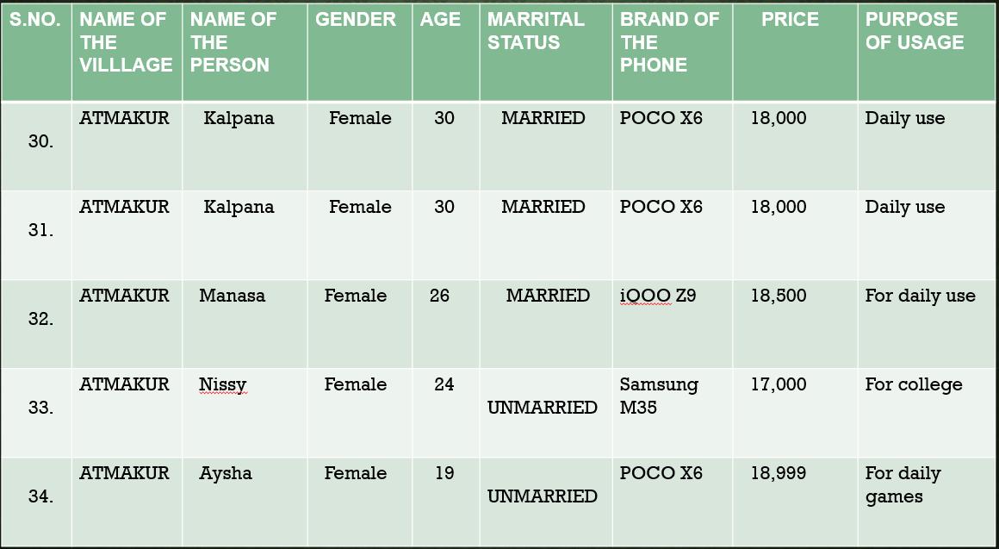 S.NO. NAME OF THE VILLLAGE NAME OF THE PERSON GENDER AGE MARRITAL STATUS BRAND OF THE PHONE PRICE PURPOSE OF USAGE
30. ATMAKUR Kalpana Female 30 MARRIED POCO X6 18,000 Daily use
31. ATMAKUR Kalpana Female 30 MARRIED POCO X6 18,000 Daily use
32. ATMAKUR Manasa Female 26 MARRIED iQOO Z9 18,500 For daily use
33. ATMAKUR Nissy Female 24 UNMARRIED Samsung M35 17,000 For college
34. ATMAKUR Aysha Female 19 UNMARRIED POCO X6 18,999 For daily games